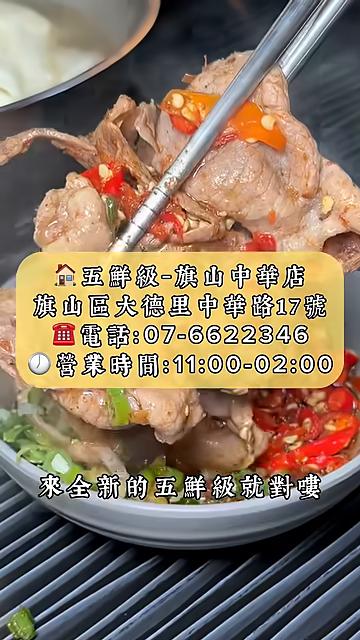 🏠五鮮級-旗山中華店
旗山區大德里中華路17號
☎️電話:07-6622346
🕗營業時間:11:00-02:00
來全新的五鮮級就對嘍